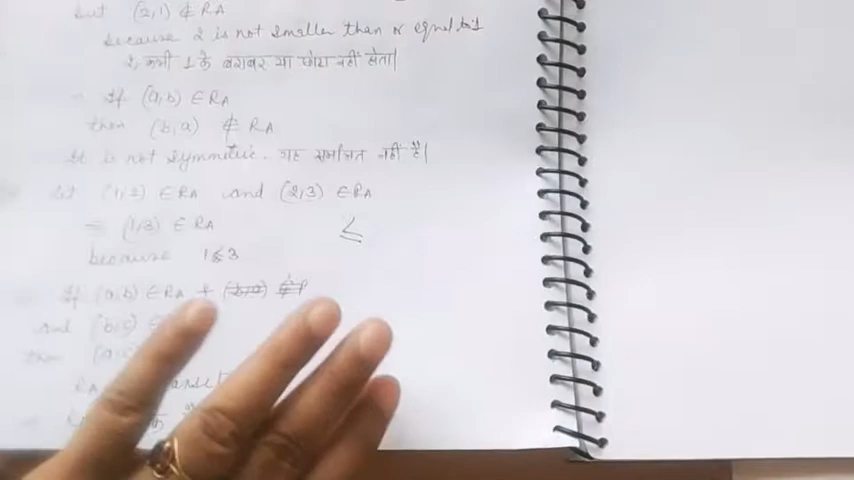 but (2,1) ∉ RA
because 2 is not smaller than or equal to 1
2, कभी 1 के बराबर या छोटा नहीं होता|
If (a,b) ∈ RA
then (b,a) ∉ RA
It is not symmetric. यह सममित नहीं है|
let (1,2) ∈ RA and (2,3) ∈ RA
= (1,3) ∈ RA ≤
because 1≤3
If (a,b) ∈ RA
and (b,c)
then
RA